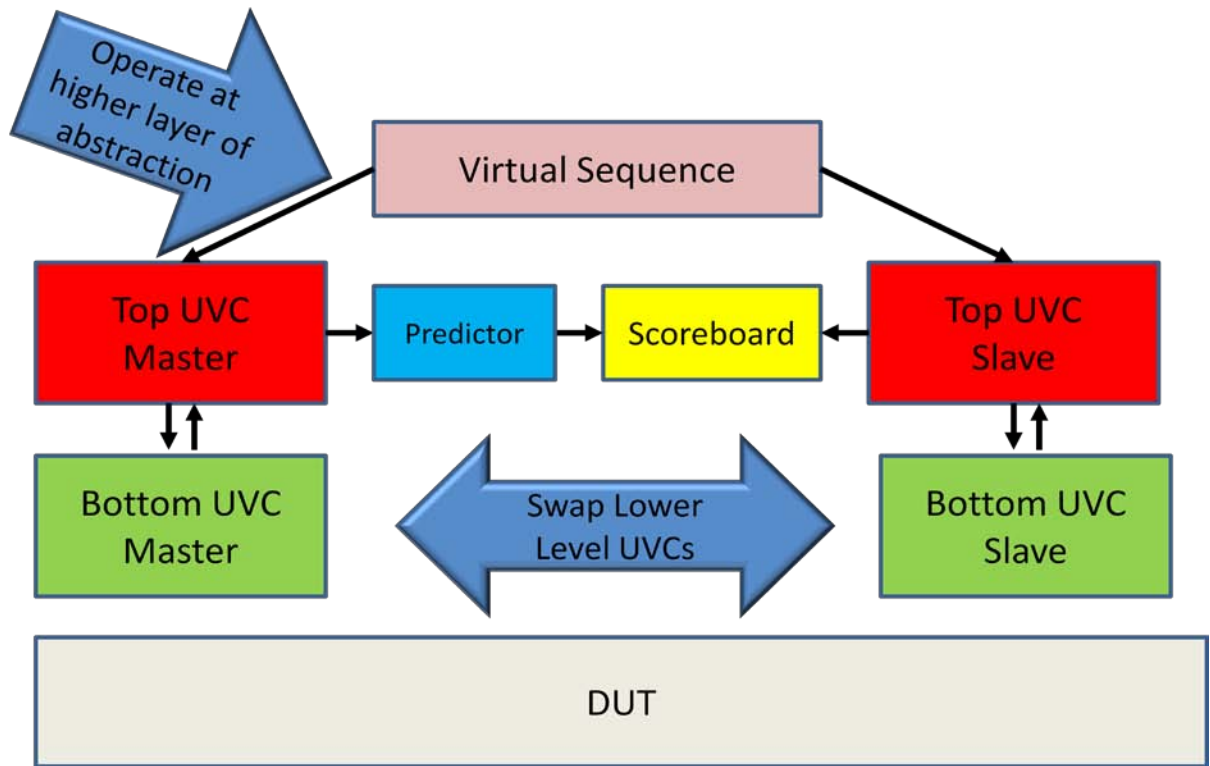 Operate at
higher layer of
abstraction
Virtual Sequence
Top UVC
Master
Predictor
Scoreboard
Top UVC
Slave
Bottom UVC
Master
Swap Lower
Level UVCs
Bottom UVC
Slave
DUT